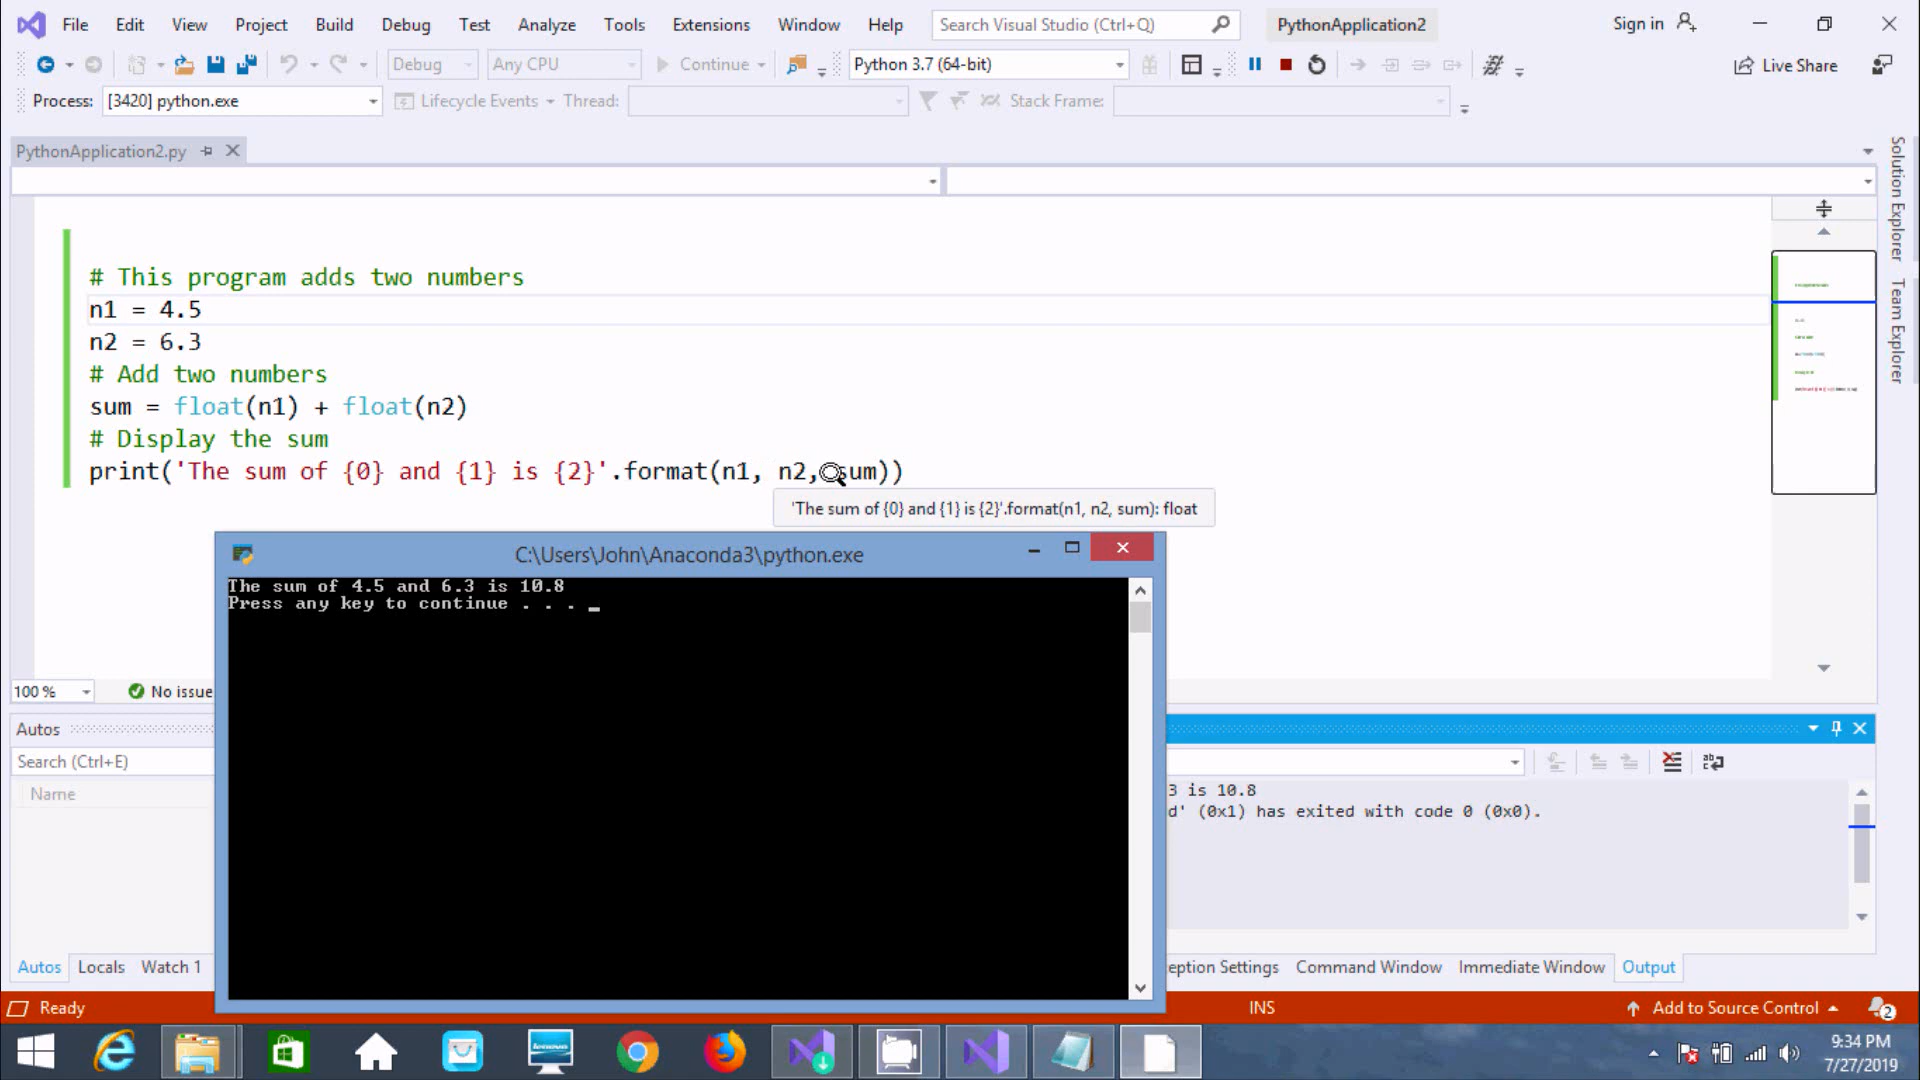 File Edit View Project Build Debug Test Analyze Tools Extensions Window Help Search Visual Studio (Ctrl+Q) PythonApplication2 Sign in
Debug Any CPU Continue Python 3.7 (64-bit) Live Share
Process: [3420] python.exe Lifecycle Events Thread: Stack Frame:
PythonApplication2.py
Solution Explorer
Team Explorer
# This program adds two numbers
n1 = 4.5
n2 = 6.3
# Add two numbers
sum = float(n1) + float(n2)
# Display the sum
print('The sum of {0} and {1} is {2}'.format(n1, n2, sum))
'The sum of {0} and {1} is {2}'.format(n1, n2, sum): float
C:\Users\John\Anaconda3\python.exe
The sum of 4.5 and 6.3 is 10.8
Press any key to continue . . . _
100 % No issue
Autos
Search (Ctrl+E)
Name
3 is 10.8
d' (0x1) has exited with code 0 (0x0).
Autos Locals Watch 1 eption Settings Command Window Immediate Window Output
Ready INS Add to Source Control 2
9:34 PM
7/27/2019